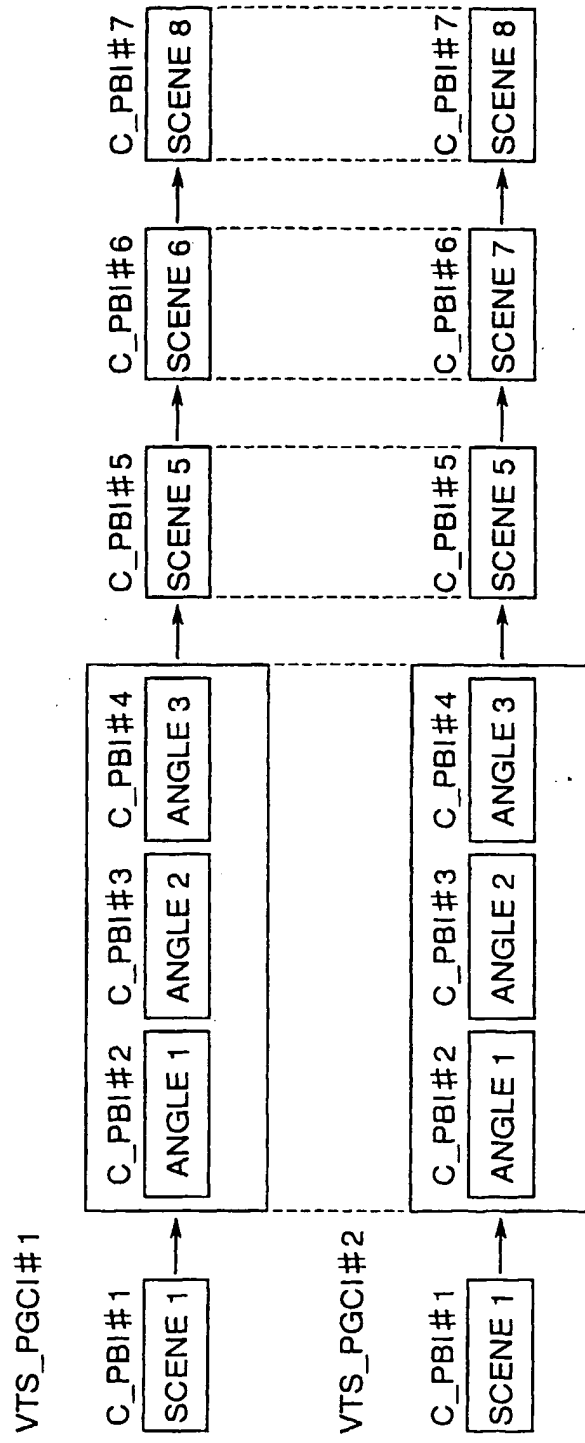 VTS_PGCI#1
C_PBI#1 C_PBI#2 C_PBI#3 C_PBI#4 C_PBI#5 C_PBI#6 C_PBI#7
SCENE 1 ANGLE 1 ANGLE 2 ANGLE 3 SCENE 5 SCENE 6 SCENE 8
VTS_PGCI#2
C_PBI#1 C_PBI#2 C_PBI#3 C_PBI#4 C_PBI#5 C_PBI#6 C_PBI#7
SCENE 1 ANGLE 1 ANGLE 2 ANGLE 3 SCENE 5 SCENE 7 SCENE 8